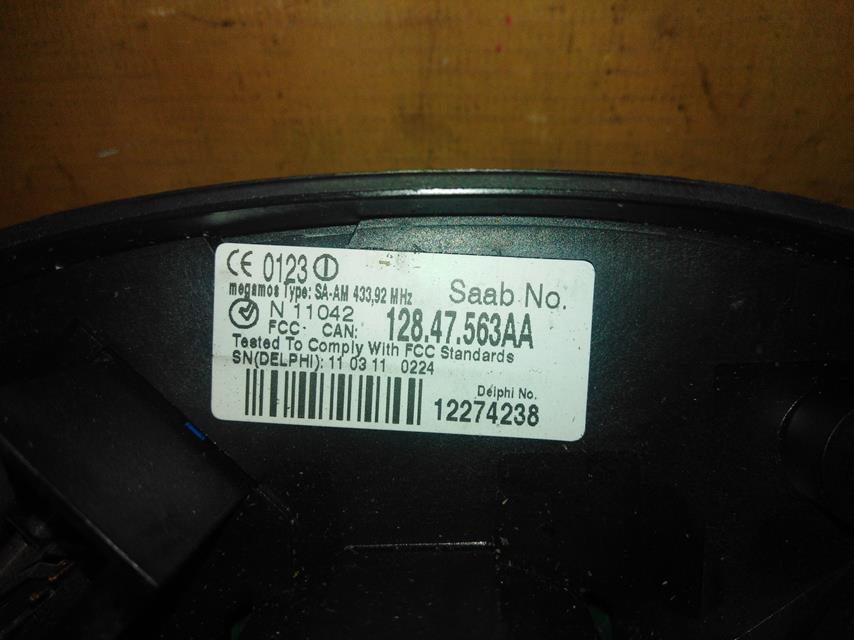 CE 0123
megamos Type: SA-AM 433,92 MHz
Saab No.
N 11042
FCC· CAN:
128.47.563AA
Tested To Comply With FCC Standards
SN(DELPHI): 11 03 11 0224
Delphi No.
12274238